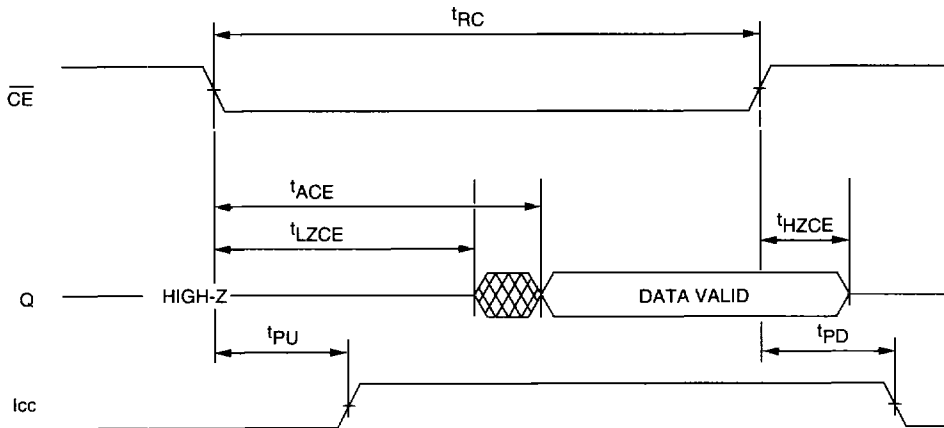 tRC
CE
tACE
tLZCE
tHZCE
Q HIGH-Z DATA VALID
tPU tPD
Icc